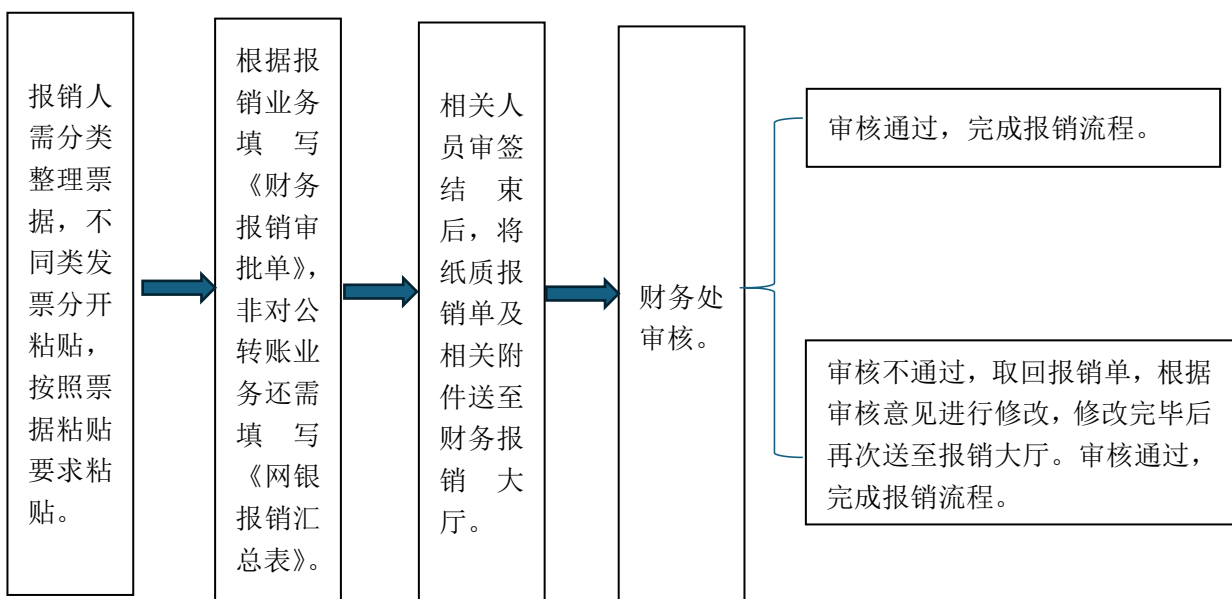 报销人
需分类
整理票
据，不
同类发
票分开
粘贴，
按照票
据粘贴
要求粘
贴。
根据报
销业务
填写
《财务
报销审
批单》，
非对公
转账业
务还需
填写
《网银
报销汇
总表》。
相关人
员审签
结束
后，将
纸质报
销单及
相关附
件送至
财务报
销大
厅。
财务处
审核。
审核通过，完成报销流程。
审核不通过，取回报销单，根据
审核意见进行修改，修改完毕后
再次送至报销大厅。审核通过，
完成报销流程。